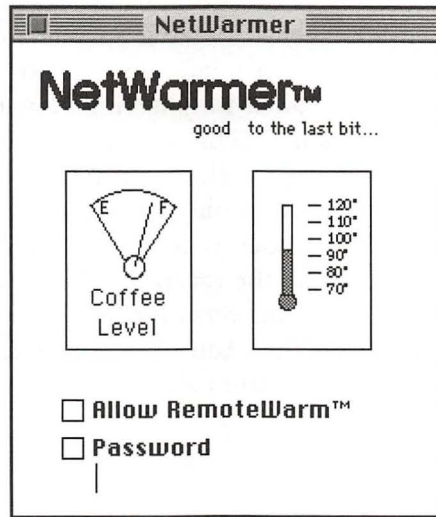 NetWarmer
NetWarmer™
good to the last bit...
E F
Coffee
Level
120°
110°
100°
90°
80°
70°
Allow RemoteWarm™
Password